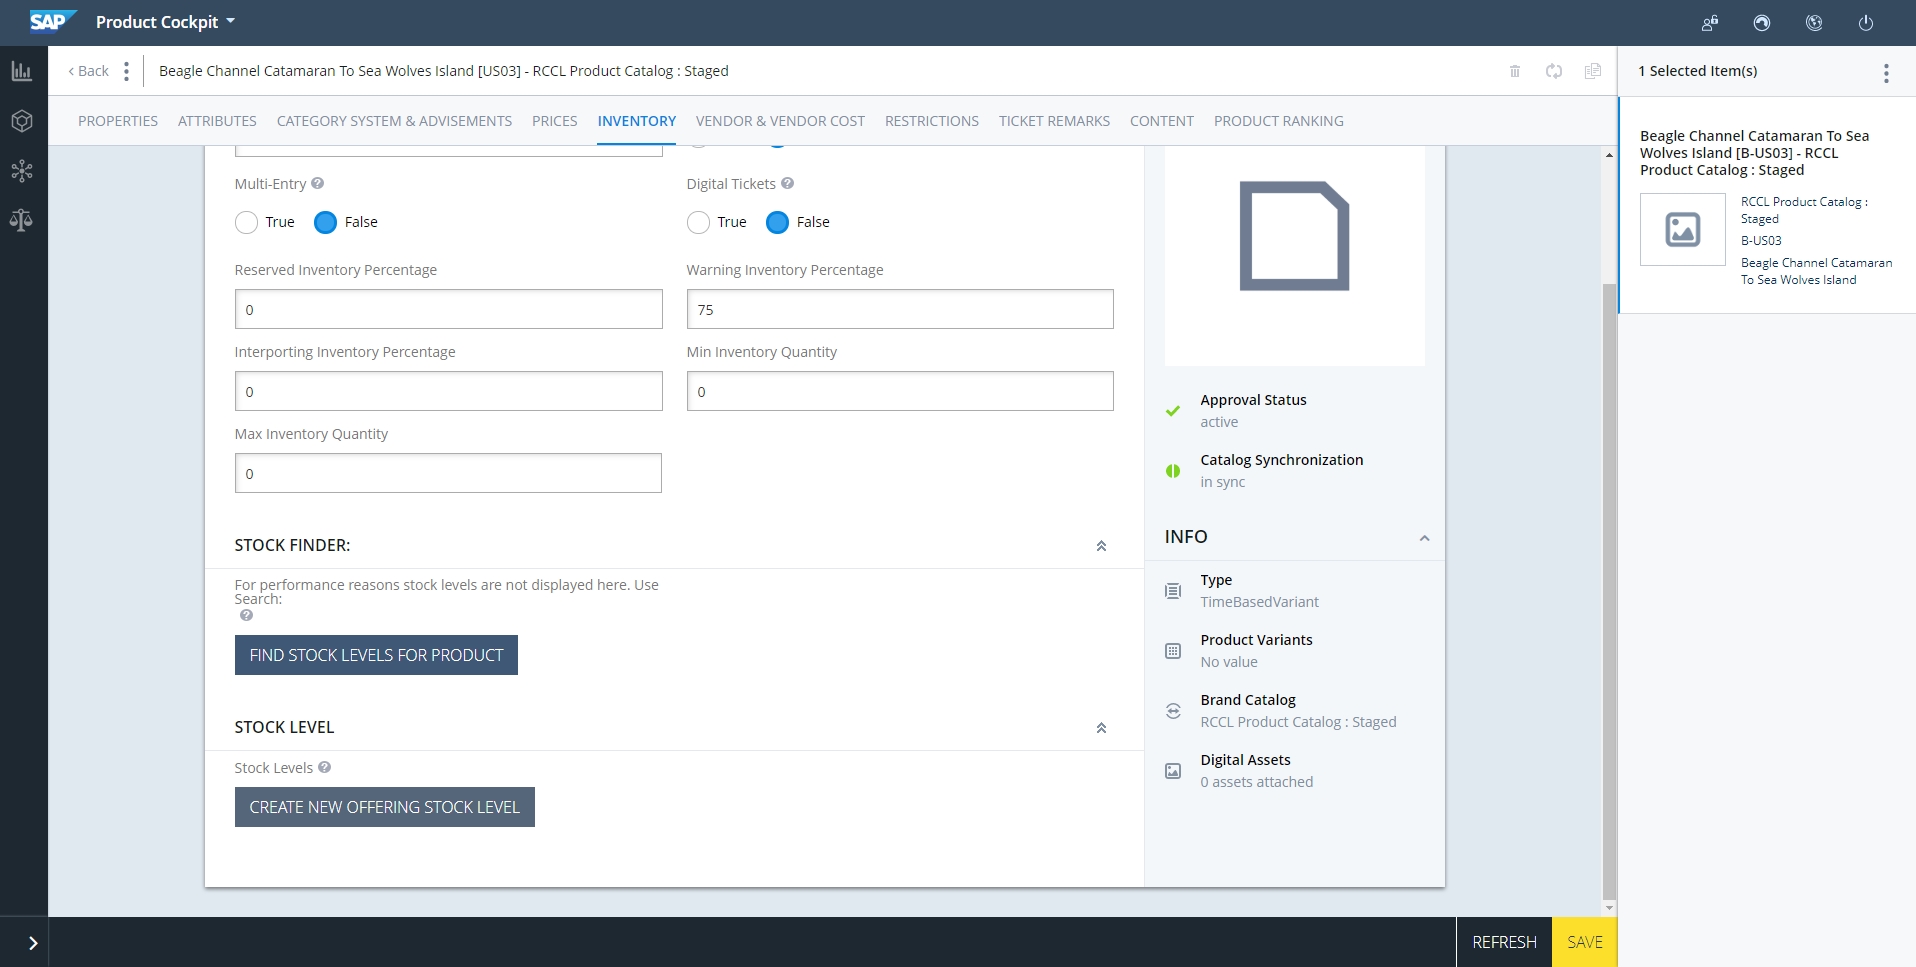 SAP Product Cockpit
< Back
Beagle Channel Catamaran To Sea Wolves Island [US03] - RCCL Product Catalog : Staged
PROPERTIES ATTRIBUTES CATEGORY SYSTEM & ADVISEMENTS PRICES INVENTORY VENDOR & VENDOR COST RESTRICTIONS TICKET REMARKS CONTENT PRODUCT RANKING
Multi-Entry ?
True False
Digital Tickets ?
True False
Reserved Inventory Percentage
0
Warning Inventory Percentage
75
Interporting Inventory Percentage
0
Min Inventory Quantity
0
Max Inventory Quantity
0
STOCK FINDER:
For performance reasons stock levels are not displayed here. Use
Search:
?
FIND STOCK LEVELS FOR PRODUCT
STOCK LEVEL
Stock Levels ?
CREATE NEW OFFERING STOCK LEVEL
Approval Status
active
Catalog Synchronization
in sync
INFO
Type
TimeBasedVariant
Product Variants
No value
Brand Catalog
RCCL Product Catalog : Staged
Digital Assets
0 assets attached
1 Selected Item(s)
Beagle Channel Catamaran To Sea
Wolves Island [B-US03] - RCCL
Product Catalog : Staged
RCCL Product Catalog :
Staged
B-US03
Beagle Channel Catamaran
To Sea Wolves Island
REFRESH
SAVE